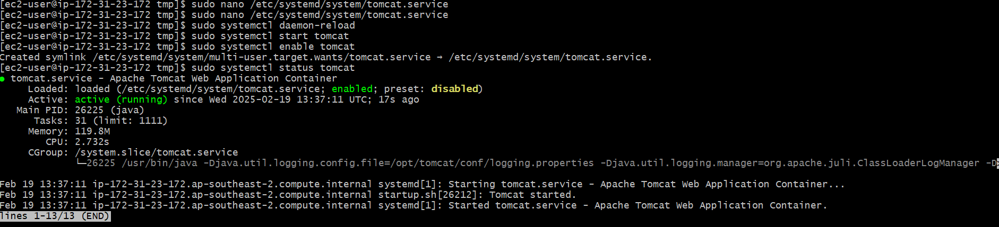 [ec2-user@ip-172-31-23-172 tmp]$ sudo nano /etc/systemd/system/tomcat.service
[ec2-user@ip-172-31-23-172 tmp]$ sudo nano /etc/systemd/system/tomcat.service
[ec2-user@ip-172-31-23-172 tmp]$ sudo systemctl daemon-reload
[ec2-user@ip-172-31-23-172 tmp]$ sudo systemctl start tomcat
[ec2-user@ip-172-31-23-172 tmp]$ sudo systemctl enable tomcat
Created symlink /etc/systemd/system/multi-user.target.wants/tomcat.service → /etc/systemd/system/tomcat.service.
[ec2-user@ip-172-31-23-172 tmp]$ sudo systemctl status tomcat
● tomcat.service - Apache Tomcat Web Application Container
     Loaded: loaded (/etc/systemd/system/tomcat.service; enabled; preset: disabled)
     Active: active (running) since Wed 2025-02-19 13:37:11 UTC; 17s ago
   Main PID: 26225 (java)
      Tasks: 31 (limit: 1111)
     Memory: 119.8M
        CPU: 2.732s
     CGroup: /system.slice/tomcat.service
             └─26225 /usr/bin/java -Djava.util.logging.config.file=/opt/tomcat/conf/logging.properties -Djava.util.logging.manager=org.apache.juli.ClassLoaderLogManager -D>
Feb 19 13:37:11 ip-172-31-23-172.ap-southeast-2.compute.internal systemd[1]: Starting tomcat.service - Apache Tomcat Web Application Container...
Feb 19 13:37:11 ip-172-31-23-172.ap-southeast-2.compute.internal startup.sh[26212]: Tomcat started.
Feb 19 13:37:11 ip-172-31-23-172.ap-southeast-2.compute.internal systemd[1]: Started tomcat.service - Apache Tomcat Web Application Container.
lines 1-13/13 (END)